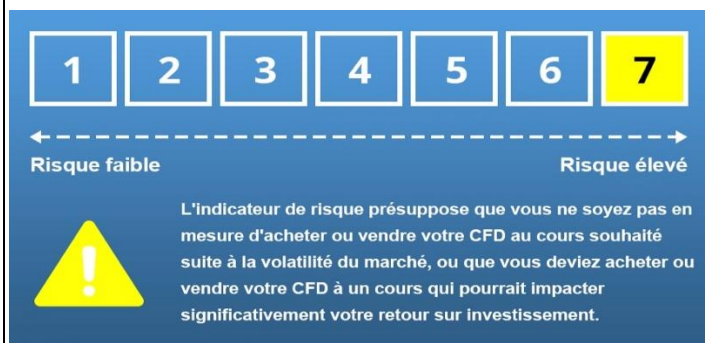 1 2 3 4 5 6 7
Risque faible Risque élevé
L'indicateur de risque présuppose que vous ne soyez pas en
mesure d'acheter ou vendre votre CFD au cours souhaité
suite à la volatilité du marché, ou que vous deviez acheter ou
vendre votre CFD à un cours qui pourrait impacter
significativement votre retour sur investissement.